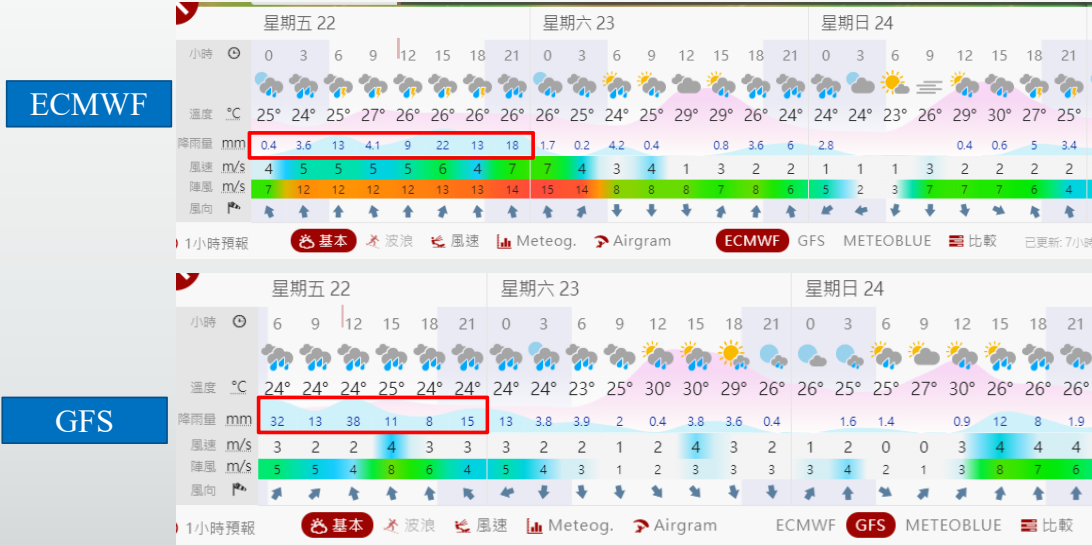 星期五 22 星期六 23 星期日 24
小時 0 3 6 9 12 15 18 21 0 3 6 9 12 15 18 21 0 3 6 9 12 15 18 21
ECMWF
溫度 °C 25° 24° 25° 27° 26° 26° 26° 26° 26° 25° 24° 25° 29° 29° 26° 24° 24° 24° 23° 26° 29° 30° 27° 25°
降雨量 mm 0.4 3.6 13 4.1 9 22 13 18 1.7 0.2 4.2 0.4 0.8 3.6 6 2.8 0.4 0.6 5 3.4
風速 m/s 4 5 5 5 5 6 4 7 7 4 3 4 1 3 2 2 1 1 1 3 2 2 2 2
陣風 m/s 7 12 12 12 12 13 13 14 15 14 8 8 8 7 8 6 5 2 3 7 7 7 6 4
風向
1小時預報 基本 波浪 風速 Meteog. Airgram ECMWF GFS METEOBLUE 比較 已更新: 7小時
星期五 22 星期六 23 星期日 24
小時 6 9 12 15 18 21 0 3 6 9 12 15 18 21 0 3 6 9 12 15 18 21
溫度 °C 24° 24° 24° 25° 24° 24° 24° 24° 23° 25° 30° 30° 29° 26° 26° 25° 25° 27° 30° 26° 26° 26°
GFS
降雨量 mm 32 13 38 11 8 15 13 3.8 3.9 2 0.4 3.8 3.6 0.4 1.6 1.4 0.9 12 8 1.9
風速 m/s 3 2 2 4 3 3 3 2 2 1 2 4 3 2 1 2 0 0 3 4 4 4
陣風 m/s 5 5 4 8 6 4 5 4 3 1 2 3 3 3 3 4 2 1 3 8 7 6
風向
1小時預報 基本 波浪 風速 Meteog. Airgram ECMWF GFS METEOBLUE 比較